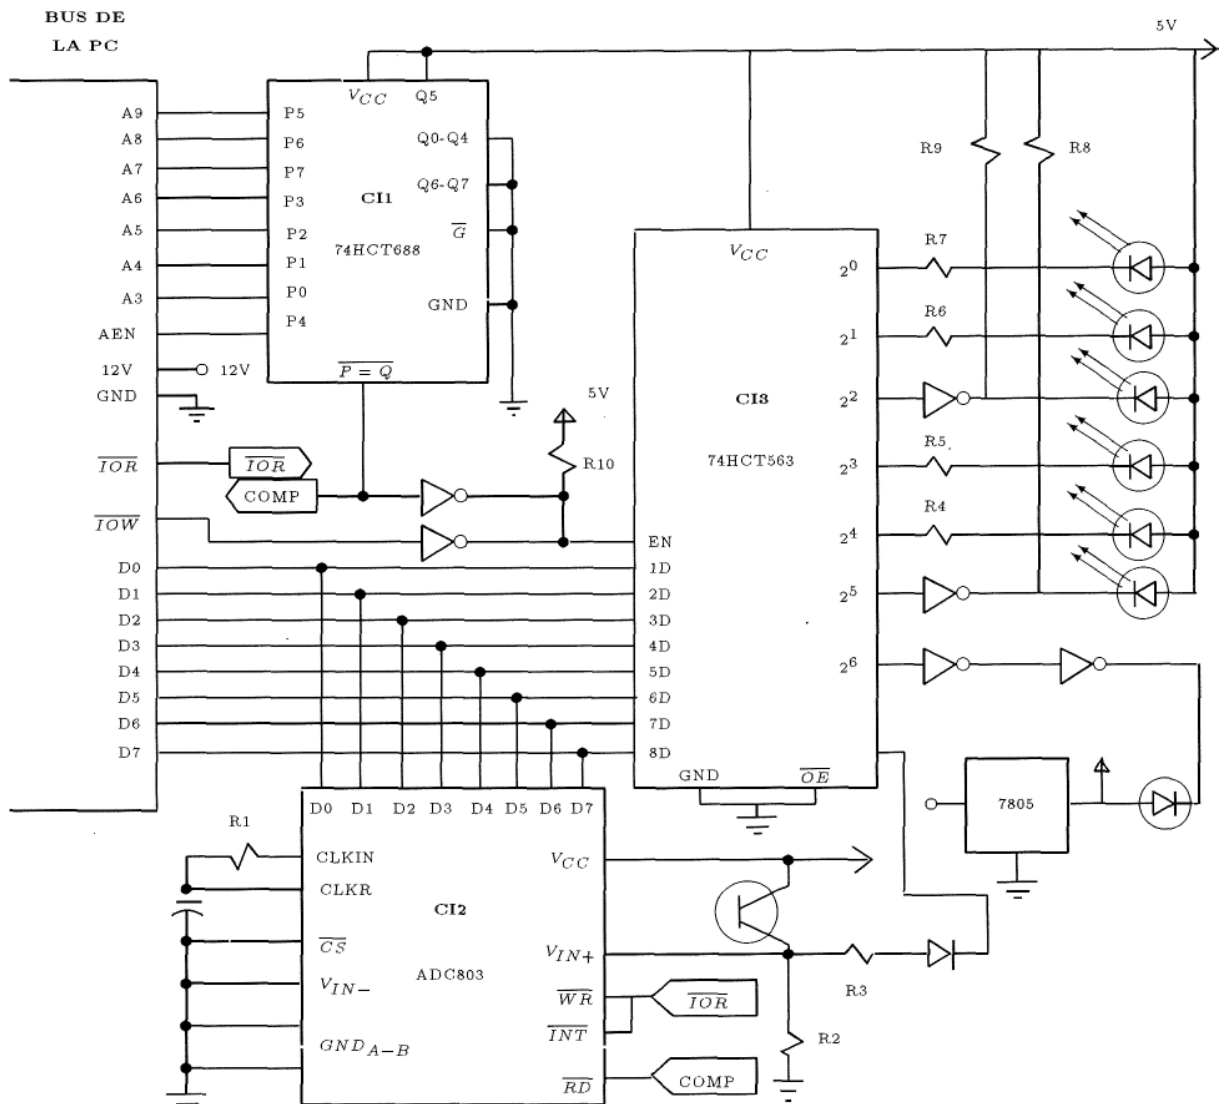 BUS DE
LA PC
5V
A9
A8
A7
A6
A5
A4
A3
AEN
12V
12V
GND
IOR
IOR
COMP
IOW
D0
D1
D2
D3
D4
D5
D6
D7
VCC
Q5
P5
P6
P7
P3
P2
P1
P0
P4
Q0-Q4
Q6-Q7
G
GND
CI1
74HCT688
P = Q
5V
R10
VCC
CI3
74HCT563
EN
1D
2D
3D
4D
5D
6D
7D
8D
GND
OE
2^0
2^1
2^2
2^3
2^4
2^5
2^6
R9
R8
R7
R6
R5
R4
7805
D0 D1 D2 D3 D4 D5 D6 D7
R1
CLKIN
CLKR
CS
VIN−
GND A−B
CI2
ADC803
VCC
VIN+
WR
IOR
INT
RD
COMP
R3
R2